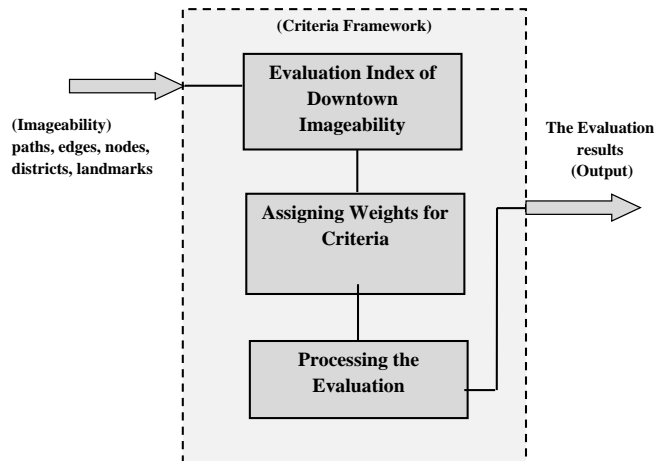 (Criteria Framework)
Evaluation Index of
Downtown
Imageability
(Imageability)
paths, edges, nodes,
districts, landmarks
The Evaluation
results
(Output)
Assigning Weights for
Criteria
Processing the
Evaluation